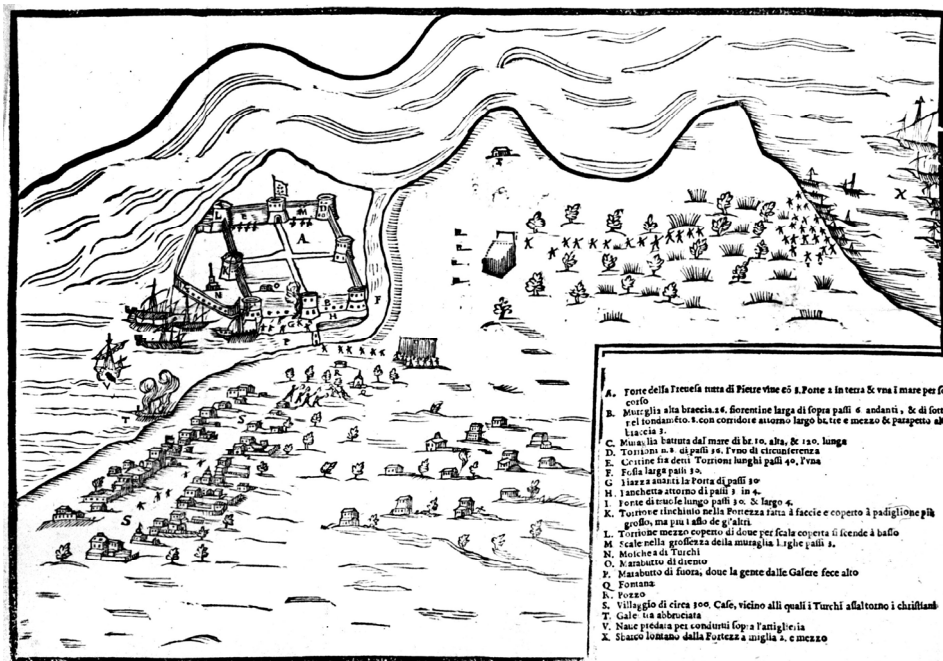 L
E
M
D
A
X
N
O
F
B
H
G
P
R
V
T
S
S
A. Forte della Preuesa tutta di Pietre viue cō 2. Porte 1 in terra & vna i mare per
corso
B. Muraglia alta braccia.26. fiorentine larga di sopra passi 6 andanti, & di
nel fondamēto.8.con corridore attorno largo br. tre e mezzo & parapetto
braccia 3.
C. Muraglia battuta dal mare di br.10. alta, & 120. lunga
D. Torrioni n.8 di passi 36. l'vno di circunferenza
E. Cortine fra detti Torrioni lunghi passi 40, l'vna
F. Fossa larga passi 30.
G Piazza auanti la Porta di passi 30
H. Banchetta attorno di passi 3 in 4.
I. Ponte di tauole lungo passi 30. & largo 4.
K. Torrione rinchiuso nella Fortezza fatta à faccie e coperto à padiglione più
grosso, ma piu basso de gl'altri
L. Torrione mezzo coperto di doue per scala coperta si scende à basso
M Scale nella grossezza della muraglia larghe passi 3.
N. Moschea di Turchi
O. Marabutto di drento
P. Marabutto di fuora, doue la gente dalle Galere fece alto
Q Fontana
R. Pozzo
S. Villaggio di circa 300. Case, vicino alli quali i Turchi assaltorno i christiani
T. Galeotta abbruciata
V. Naue predata per condurui sopra l'artiglieria
X Sbarco lontano dalla Fortezza miglia 2. e mezzo